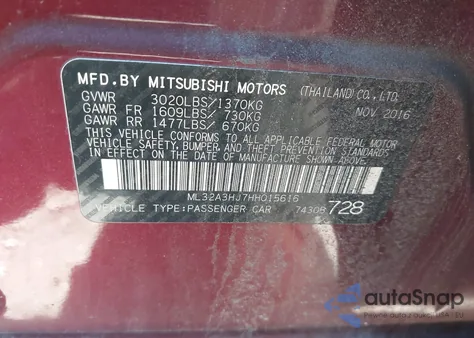 MFD.BY MITSUBISHI MOTORS (THAILAND) CO., LTD.
GVWR 3020LBS/1370KG NOV 2016
GAWR FR 1609LBS/ 730KG
GAWR RR 1477LBS/ 670KG
THIS VEHICLE CONFORMS TO ALL APPLICABLE FEDERAL MOTOR
VEHICLE SAFETY, BUMPER, AND THEFT PREVENTION STANDARDS
IN EFFECT ON THE DATE OF MANUFACTURE SHOWN ABOVE.
ML32A3HJ7HH015616
VEHICLE TYPE:PASSENGER CAR 7430B 728
autoSnap